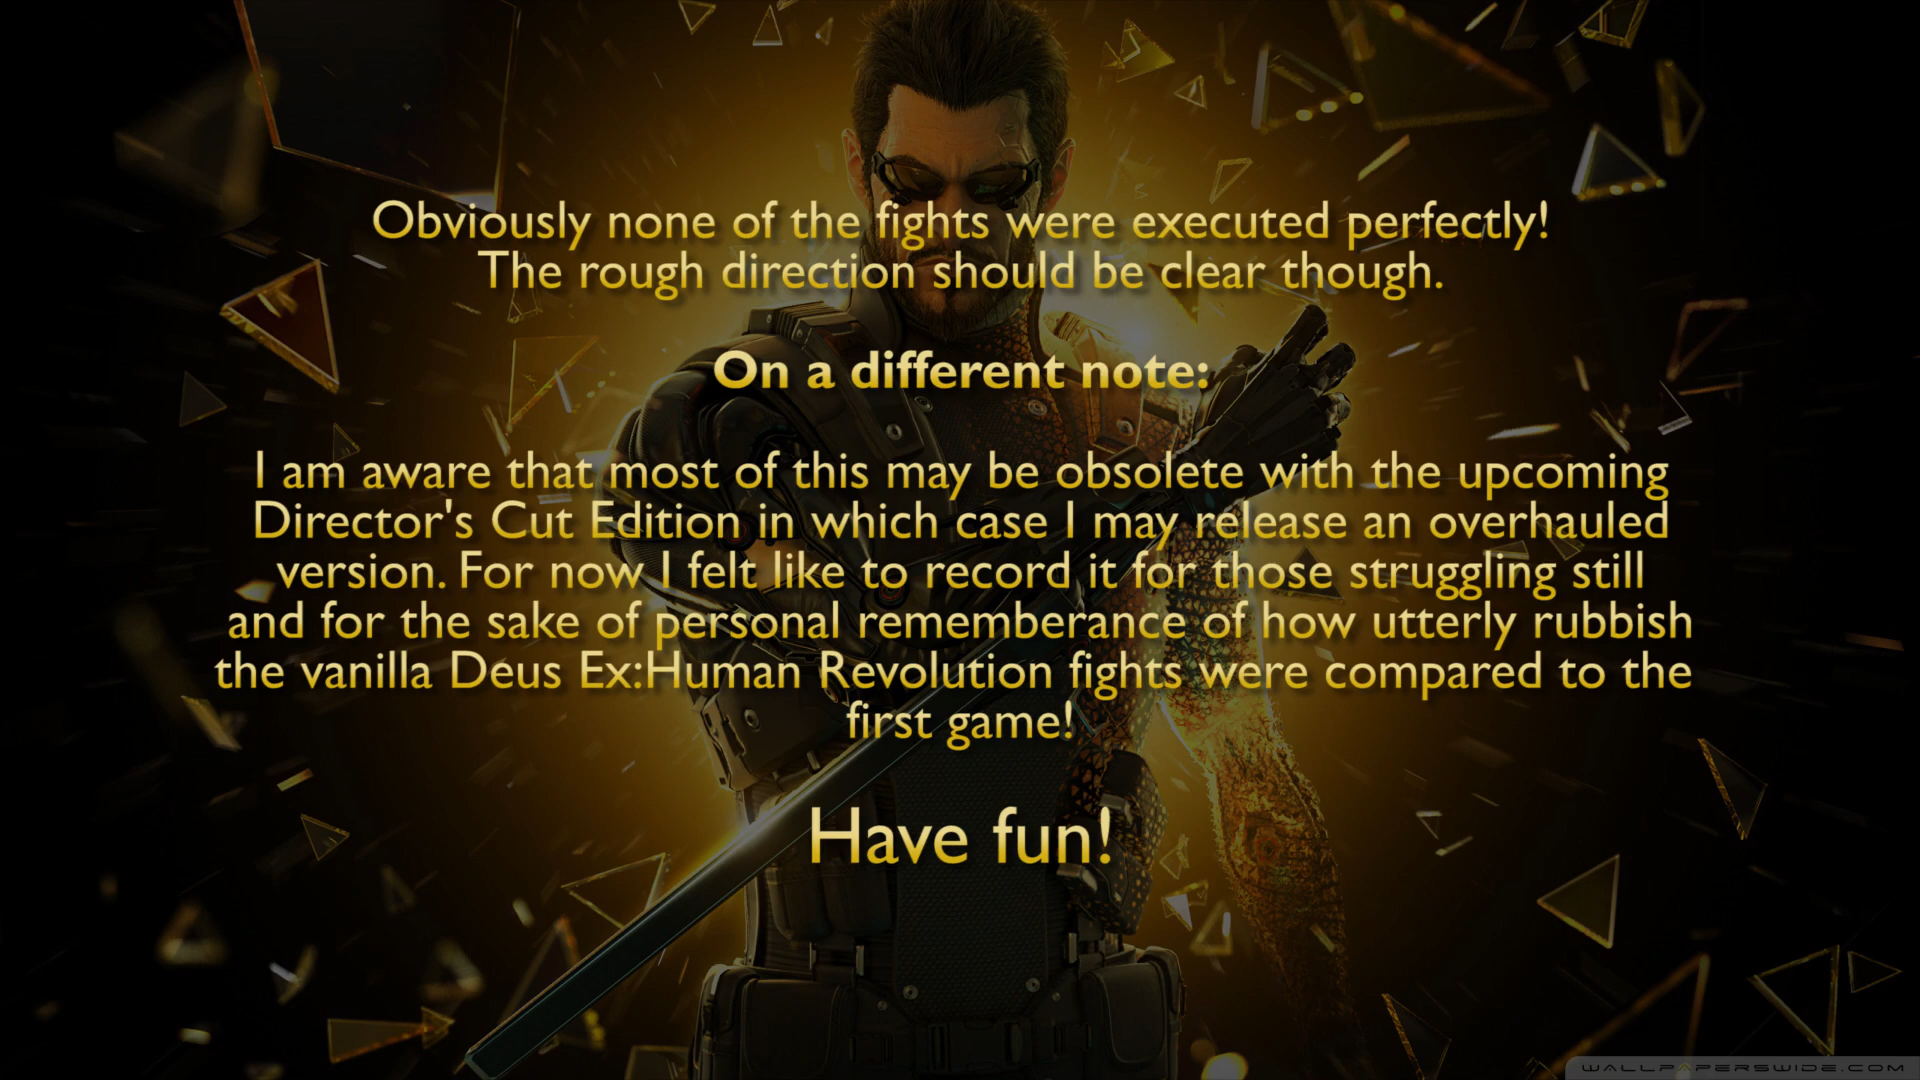 Obviously none of the fights were executed perfectly!
The rough direction should be clear though.
On a different note:
I am aware that most of this may be obsolete with the upcoming
Director's Cut Edition in which case I may release an overhauled
version. For now I felt like to record it for those struggling still
and for the sake of personal rememberance of how utterly rubbish
the vanilla Deus Ex:Human Revolution fights were compared to the
first game!
Have fun!
WALLPAPERSWIDE.COM